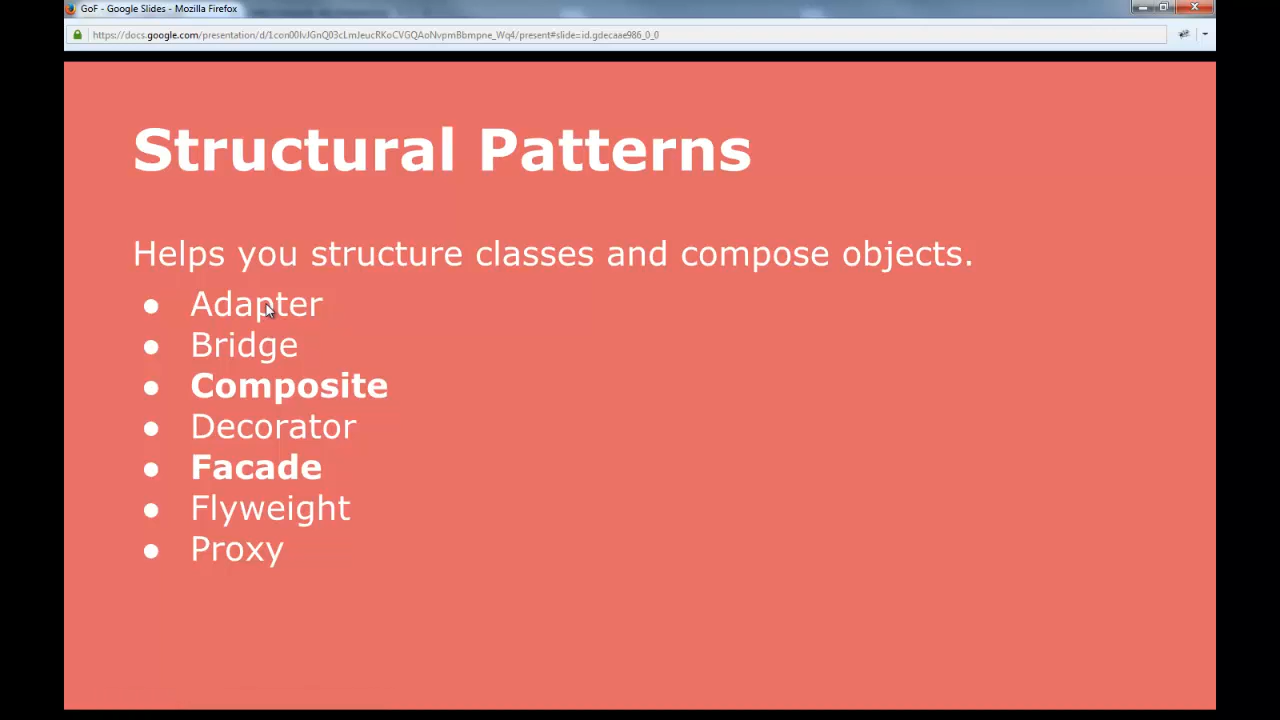 GoF - Google Slides - Mozilla Firefox
Structural Patterns
Helps you structure classes and compose objects.
● Adapter
● Bridge
● Composite
● Decorator
● Facade
● Flyweight
● Proxy